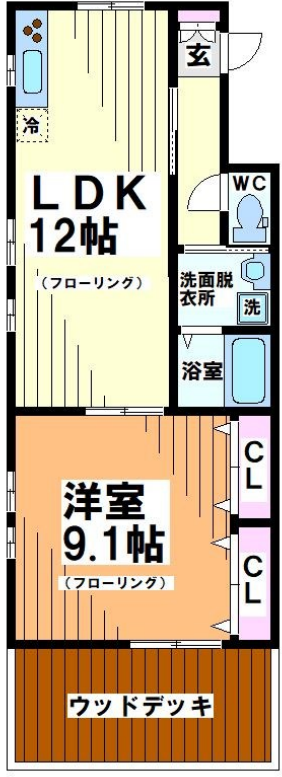 玄
冷
WC
LDK
12帖
(フローリング)
洗面脱
衣所
洗
浴室
CL
洋室
9.1帖
(フローリング)
CL
ウッドデッキ